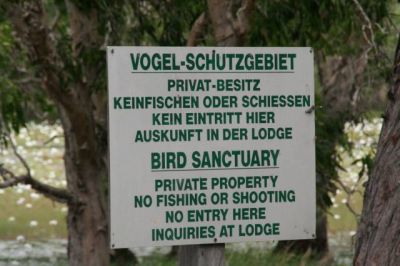 VOGEL-SCHUTZGEBIET
PRIVAT-BESITZ
KEINFISCHEN ODER SCHIESSEN
KEIN EINTRITT HIER
AUSKUNFT IN DER LODGE
BIRD SANCTUARY
PRIVATE PROPERTY
NO FISHING OR SHOOTING
NO ENTRY HERE
INQUIRIES AT LODGE